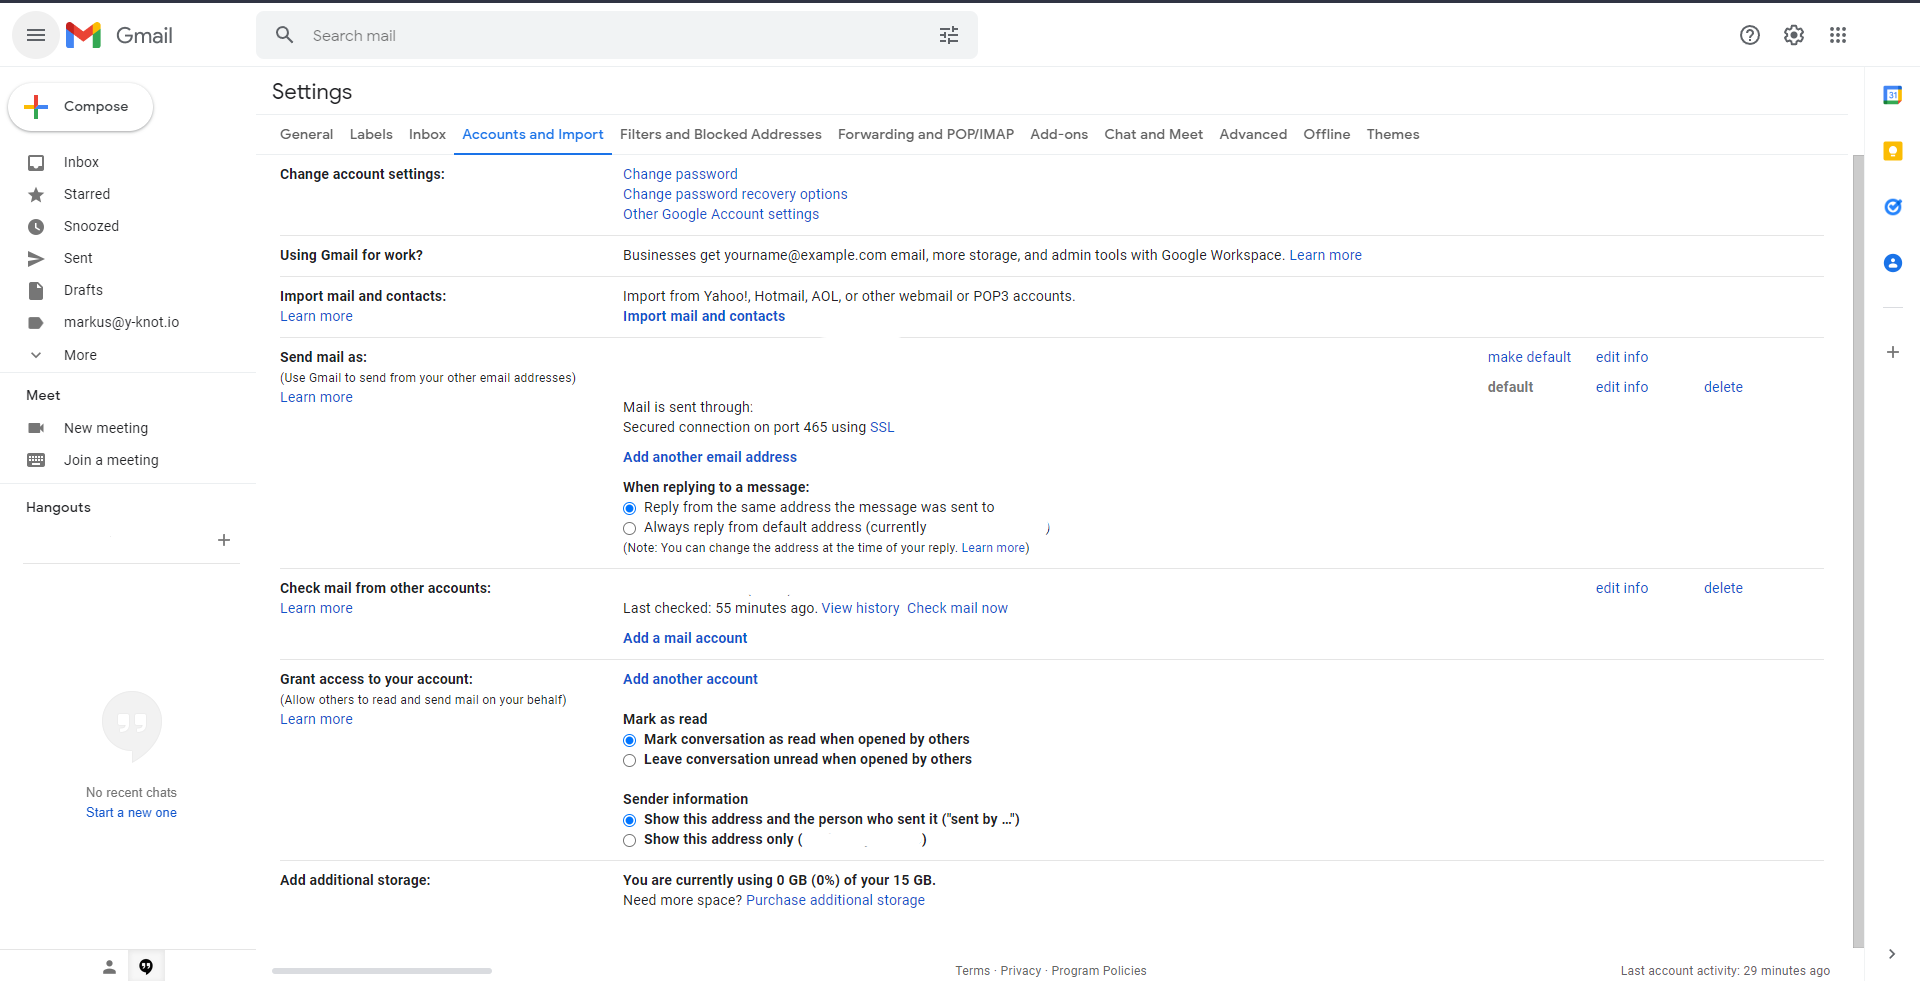 Gmail
Search mail
Compose
Inbox
Starred
Snoozed
Sent
Drafts
markus@y-knot.io
More
Meet
New meeting
Join a meeting
Hangouts
No recent chats
Start a new one
Settings
General Labels Inbox Accounts and Import Filters and Blocked Addresses Forwarding and POP/IMAP Add-ons Chat and Meet Advanced Offline Themes
Change account settings:
Change password
Change password recovery options
Other Google Account settings
Using Gmail for work?
Businesses get yourname@example.com email, more storage, and admin tools with Google Workspace. Learn more
Import mail and contacts:
Learn more
Import from Yahoo!, Hotmail, AOL, or other webmail or POP3 accounts.
Import mail and contacts
Send mail as:
(Use Gmail to send from your other email addresses)
Learn more
make default edit info
default edit info delete
Mail is sent through:
Secured connection on port 465 using SSL
Add another email address
When replying to a message:
Reply from the same address the message was sent to
Always reply from default address (currently )
(Note: You can change the address at the time of your reply. Learn more)
Check mail from other accounts:
Learn more
edit info delete
Last checked: 55 minutes ago. View history Check mail now
Add a mail account
Grant access to your account:
(Allow others to read and send mail on your behalf)
Learn more
Add another account
Mark as read
Mark conversation as read when opened by others
Leave conversation unread when opened by others
Sender information
Show this address and the person who sent it ("sent by ...")
Show this address only ( )
Add additional storage:
You are currently using 0 GB (0%) of your 15 GB.
Need more space? Purchase additional storage
Terms · Privacy · Program Policies
Last account activity: 29 minutes ago
31